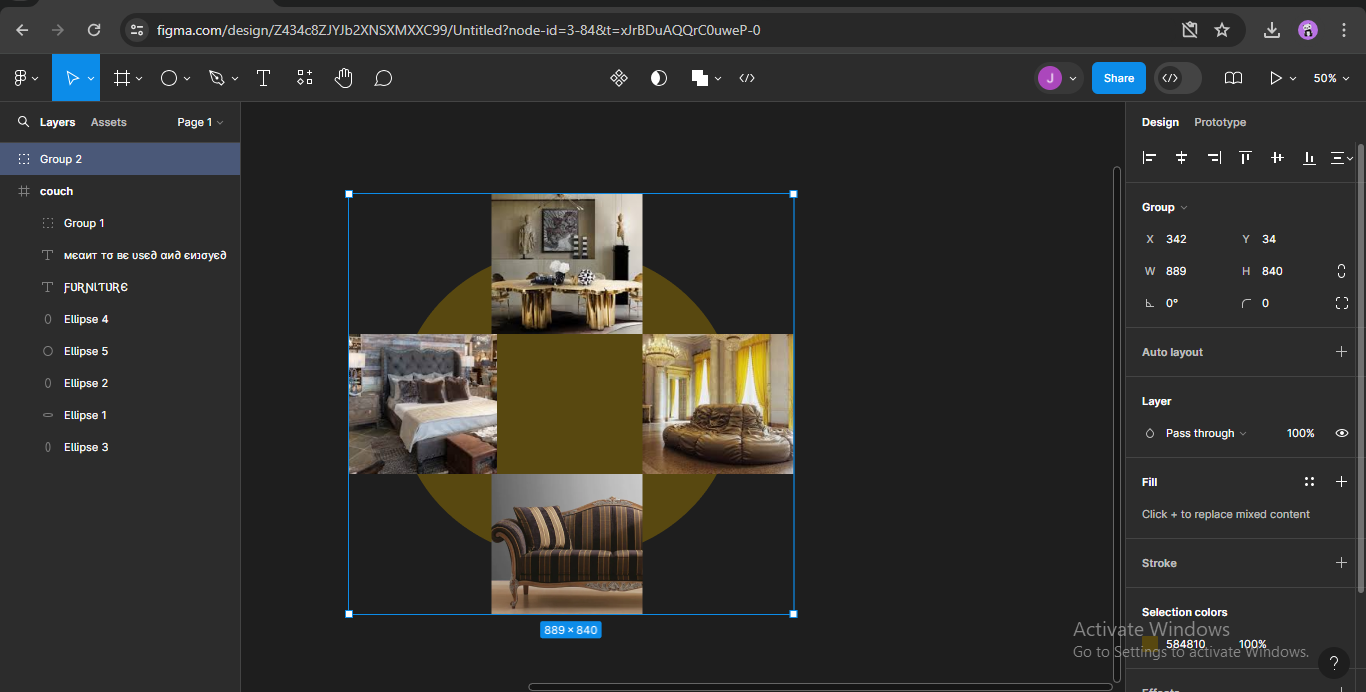 figma.com/design/Z434c8ZJYJb2XNSXMXXC99/Untitled?node-id=3-84&t=xJrBDuAQQrC0uweP-0
J Share 50%
Layers Assets Page 1
Group 2
couch
Group 1
мєαит тσ вє υѕє∂ αи∂ єиנσує∂
ƑURƝƖƬURЄ
Ellipse 4
Ellipse 5
Ellipse 2
Ellipse 1
Ellipse 3
889 × 840
Design Prototype
Group
X 342 Y 34
W 889 H 840
0° 0
Auto layout
Layer
Pass through 100%
Fill
Click + to replace mixed content
Stroke
Selection colors
584810 100%
Effects
Activate Windows
Go to Settings to activate Windows.
?